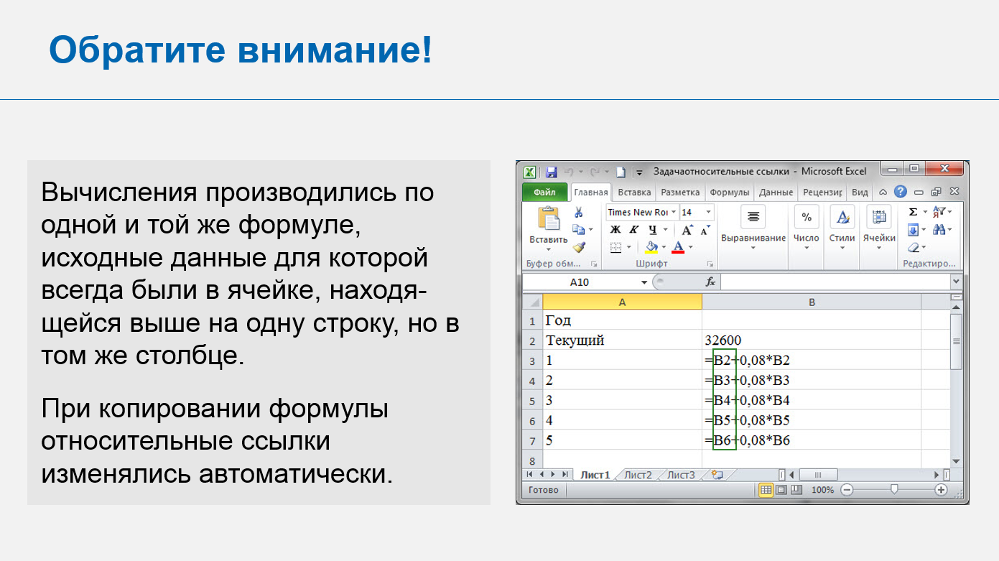 Обратите внимание!
Вычисления производились по
одной и той же формуле,
исходные данные для которой
всегда были в ячейке, находя-
щейся выше на одну строку, но в
том же столбце.
При копировании формулы
относительные ссылки
изменялись автоматически.
Задачаотносительные ссылки - Microsoft Excel
Файл Главная Вставка Разметка Формулы Данные Рецензир Вид
Times New Roı 14
Вставить Ж К Ч А А Выравнивание Число Стили Ячейки
Буфер обм... Шрифт Редактиро...
A10 fx
A B
1 Год
2 Текущий 32600
3 1 =B2+0,08*B2
4 2 =B3+0,08*B3
5 3 =B4+0,08*B4
6 4 =B5+0,08*B5
7 5 =B6+0,08*B6
8
Лист1 Лист2 Лист3
Готово 100%